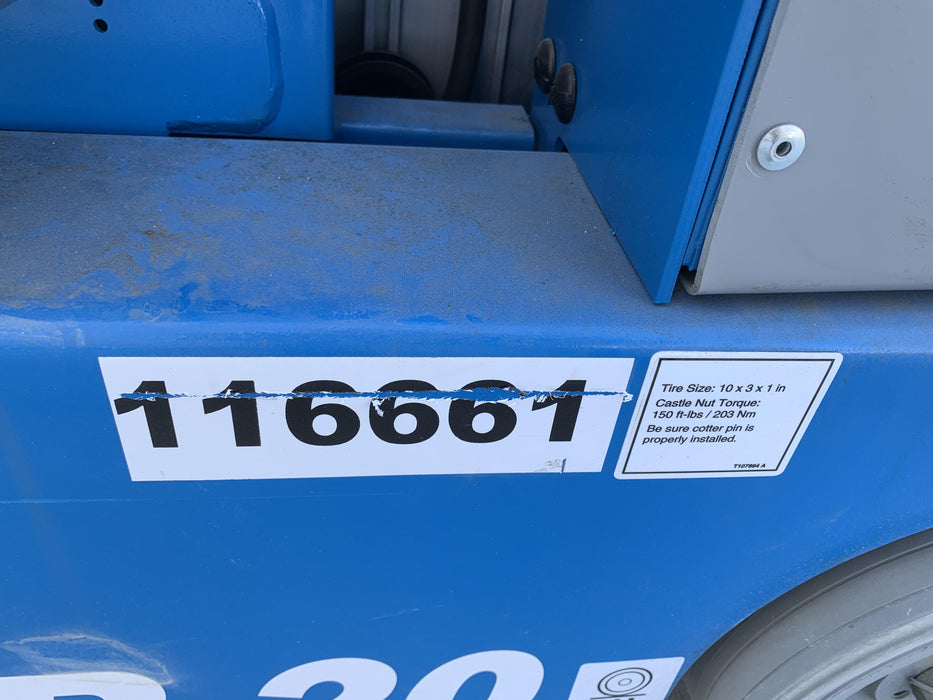 116661
Tire Size: 10 x 3 x 1 in
Castle Nut Torque:
150 ft-lbs / 203 Nm
Be sure cotter pin is
properly installed.
T107894 A